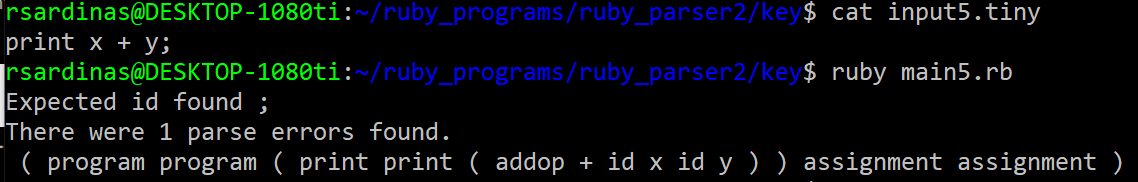 rsardinas@DESKTOP-1080ti:~/ruby_programs/ruby_parser2/key$ cat input5.tiny
print x + y;
rsardinas@DESKTOP-1080ti:~/ruby_programs/ruby_parser2/key$ ruby main5.rb
Expected id found ;
There were 1 parse errors found.
 ( program program ( print print ( addop + id x id y ) ) assignment assignment )